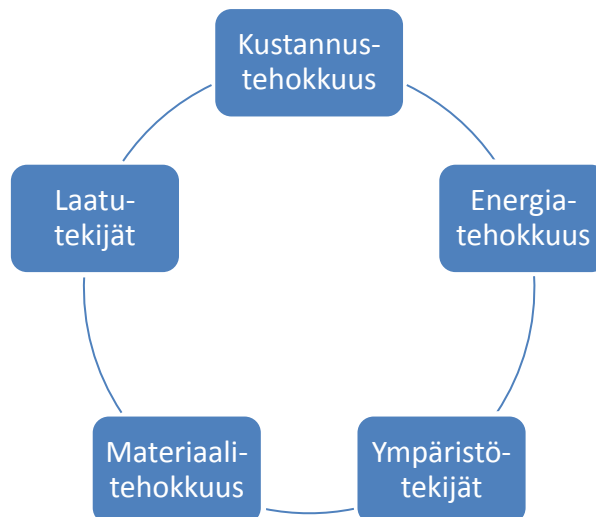 Kustannus-
tehokkuus
Energia-
tehokkuus
Ympäristö-
tekijät
Materiaali-
tehokkuus
Laatu-
tekijät